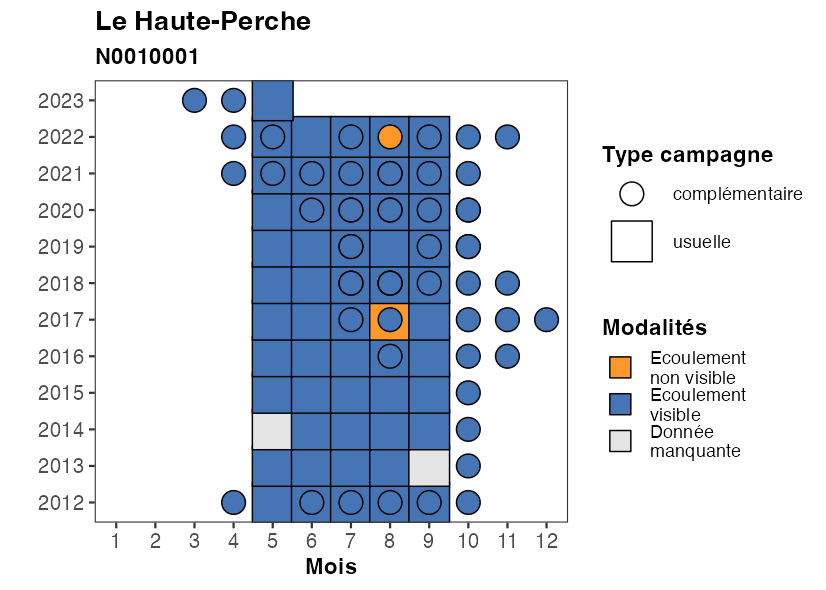 Le Haute-Perche
N0010001
2023
2022
2021
2020
2019
2018
2017
2016
2015
2014
2013
2012
1 2 3 4 5 6 7 8 9 10 11 12
Mois
Type campagne
complémentaire
usuelle
Modalités
Ecoulement
non visible
Ecoulement
visible
Donnée
manquante